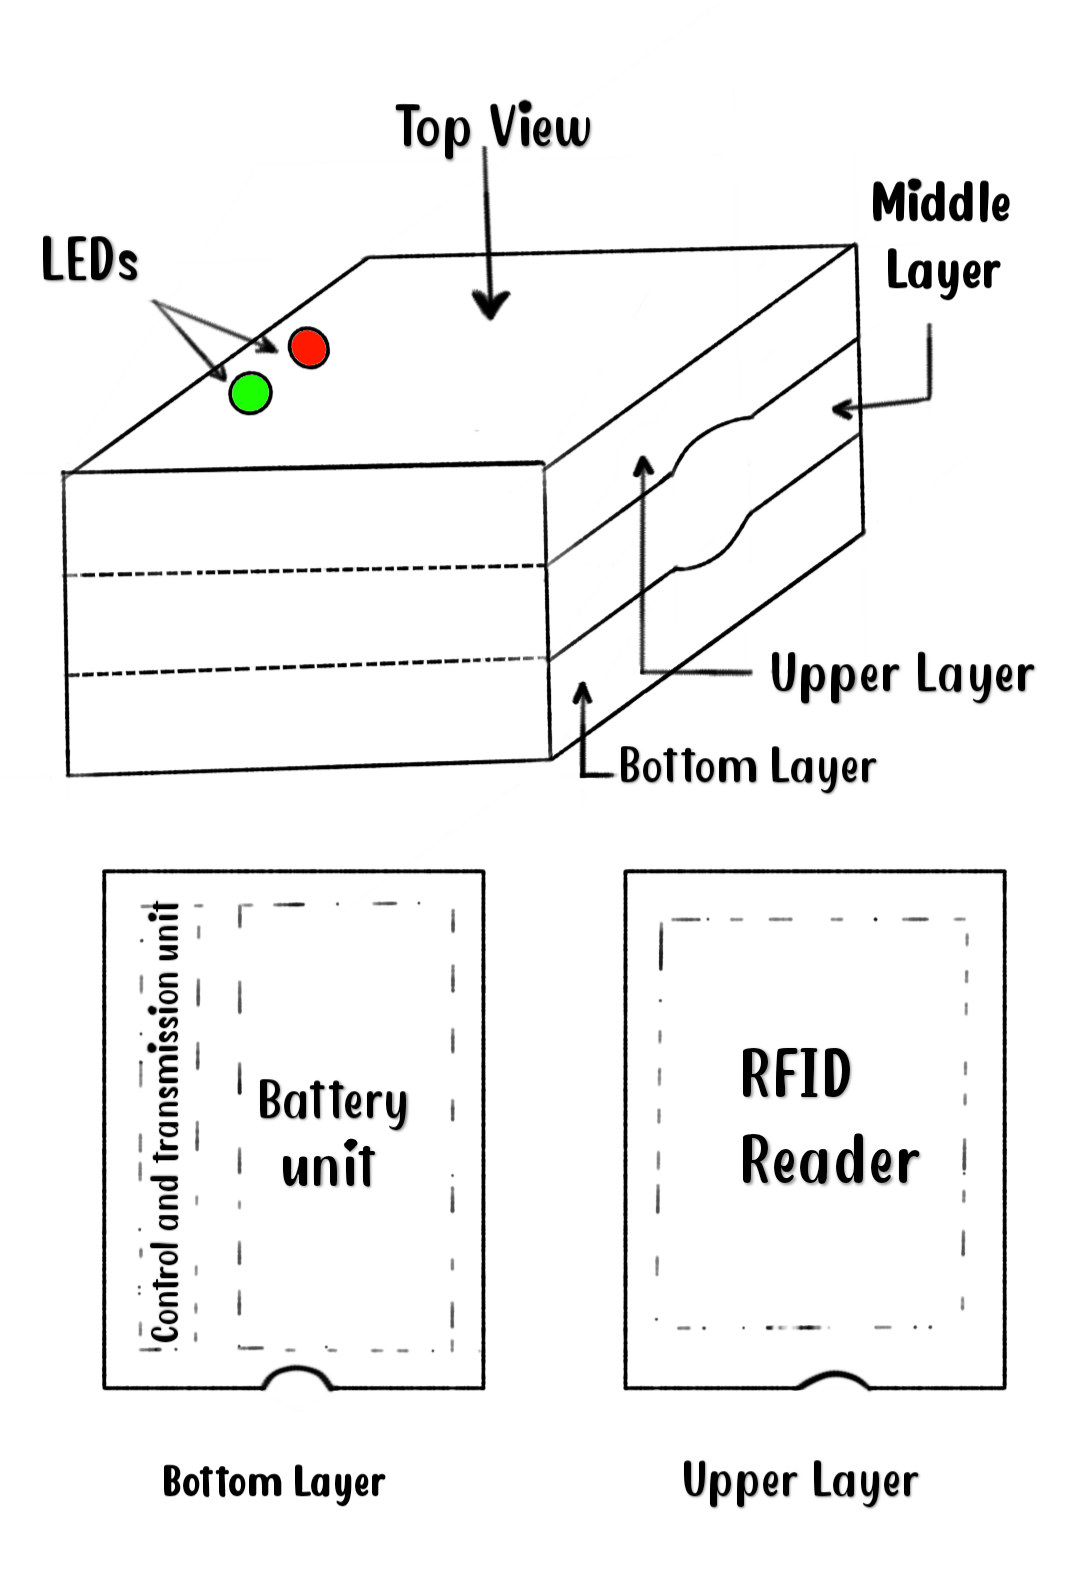 Top View
Middle
Layer
LEDs
Upper Layer
Bottom Layer
Control and transmission unit
Battery
unit
RFID
Reader
Bottom Layer
Upper Layer